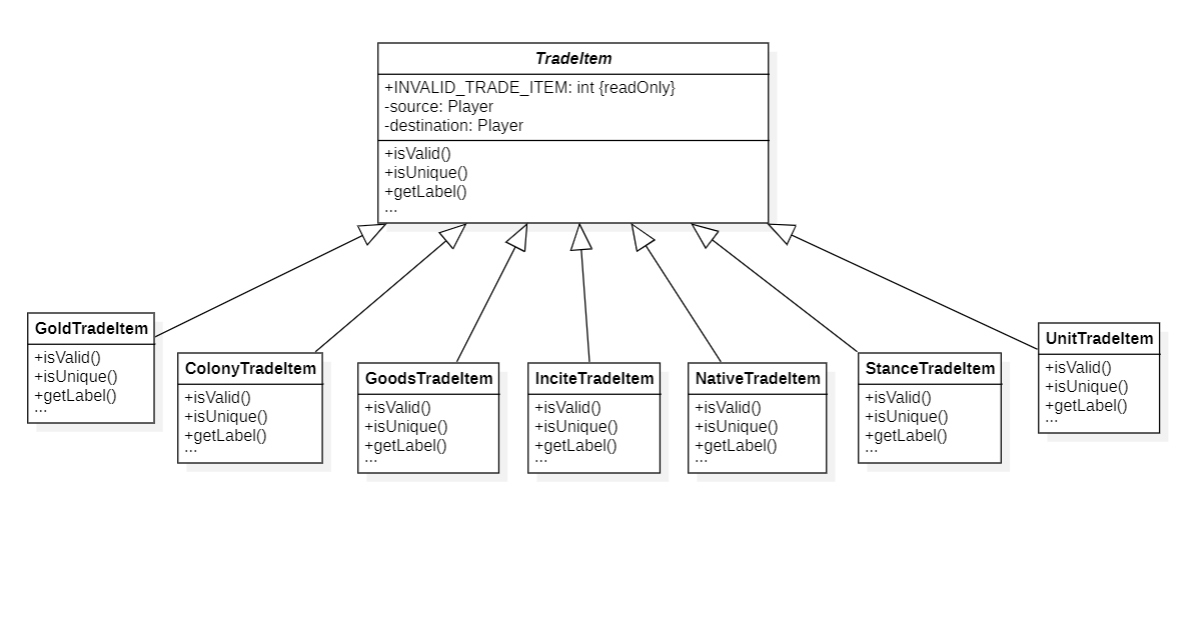 TradeItem
+INVALID_TRADE_ITEM: int {readOnly}
-source: Player
-destination: Player
+isValid()
+isUnique()
+getLabel()
...
GoldTradeItem
+isValid()
+isUnique()
+getLabel()
...
ColonyTradeItem
+isValid()
+isUnique()
+getLabel()
...
GoodsTradeItem
+isValid()
+isUnique()
+getLabel()
...
InciteTradeItem
+isValid()
+isUnique()
+getLabel()
...
NativeTradeItem
+isValid()
+isUnique()
+getLabel()
...
StanceTradeItem
+isValid()
+isUnique()
+getLabel()
...
UnitTradeItem
+isValid()
+isUnique()
+getLabel()
...